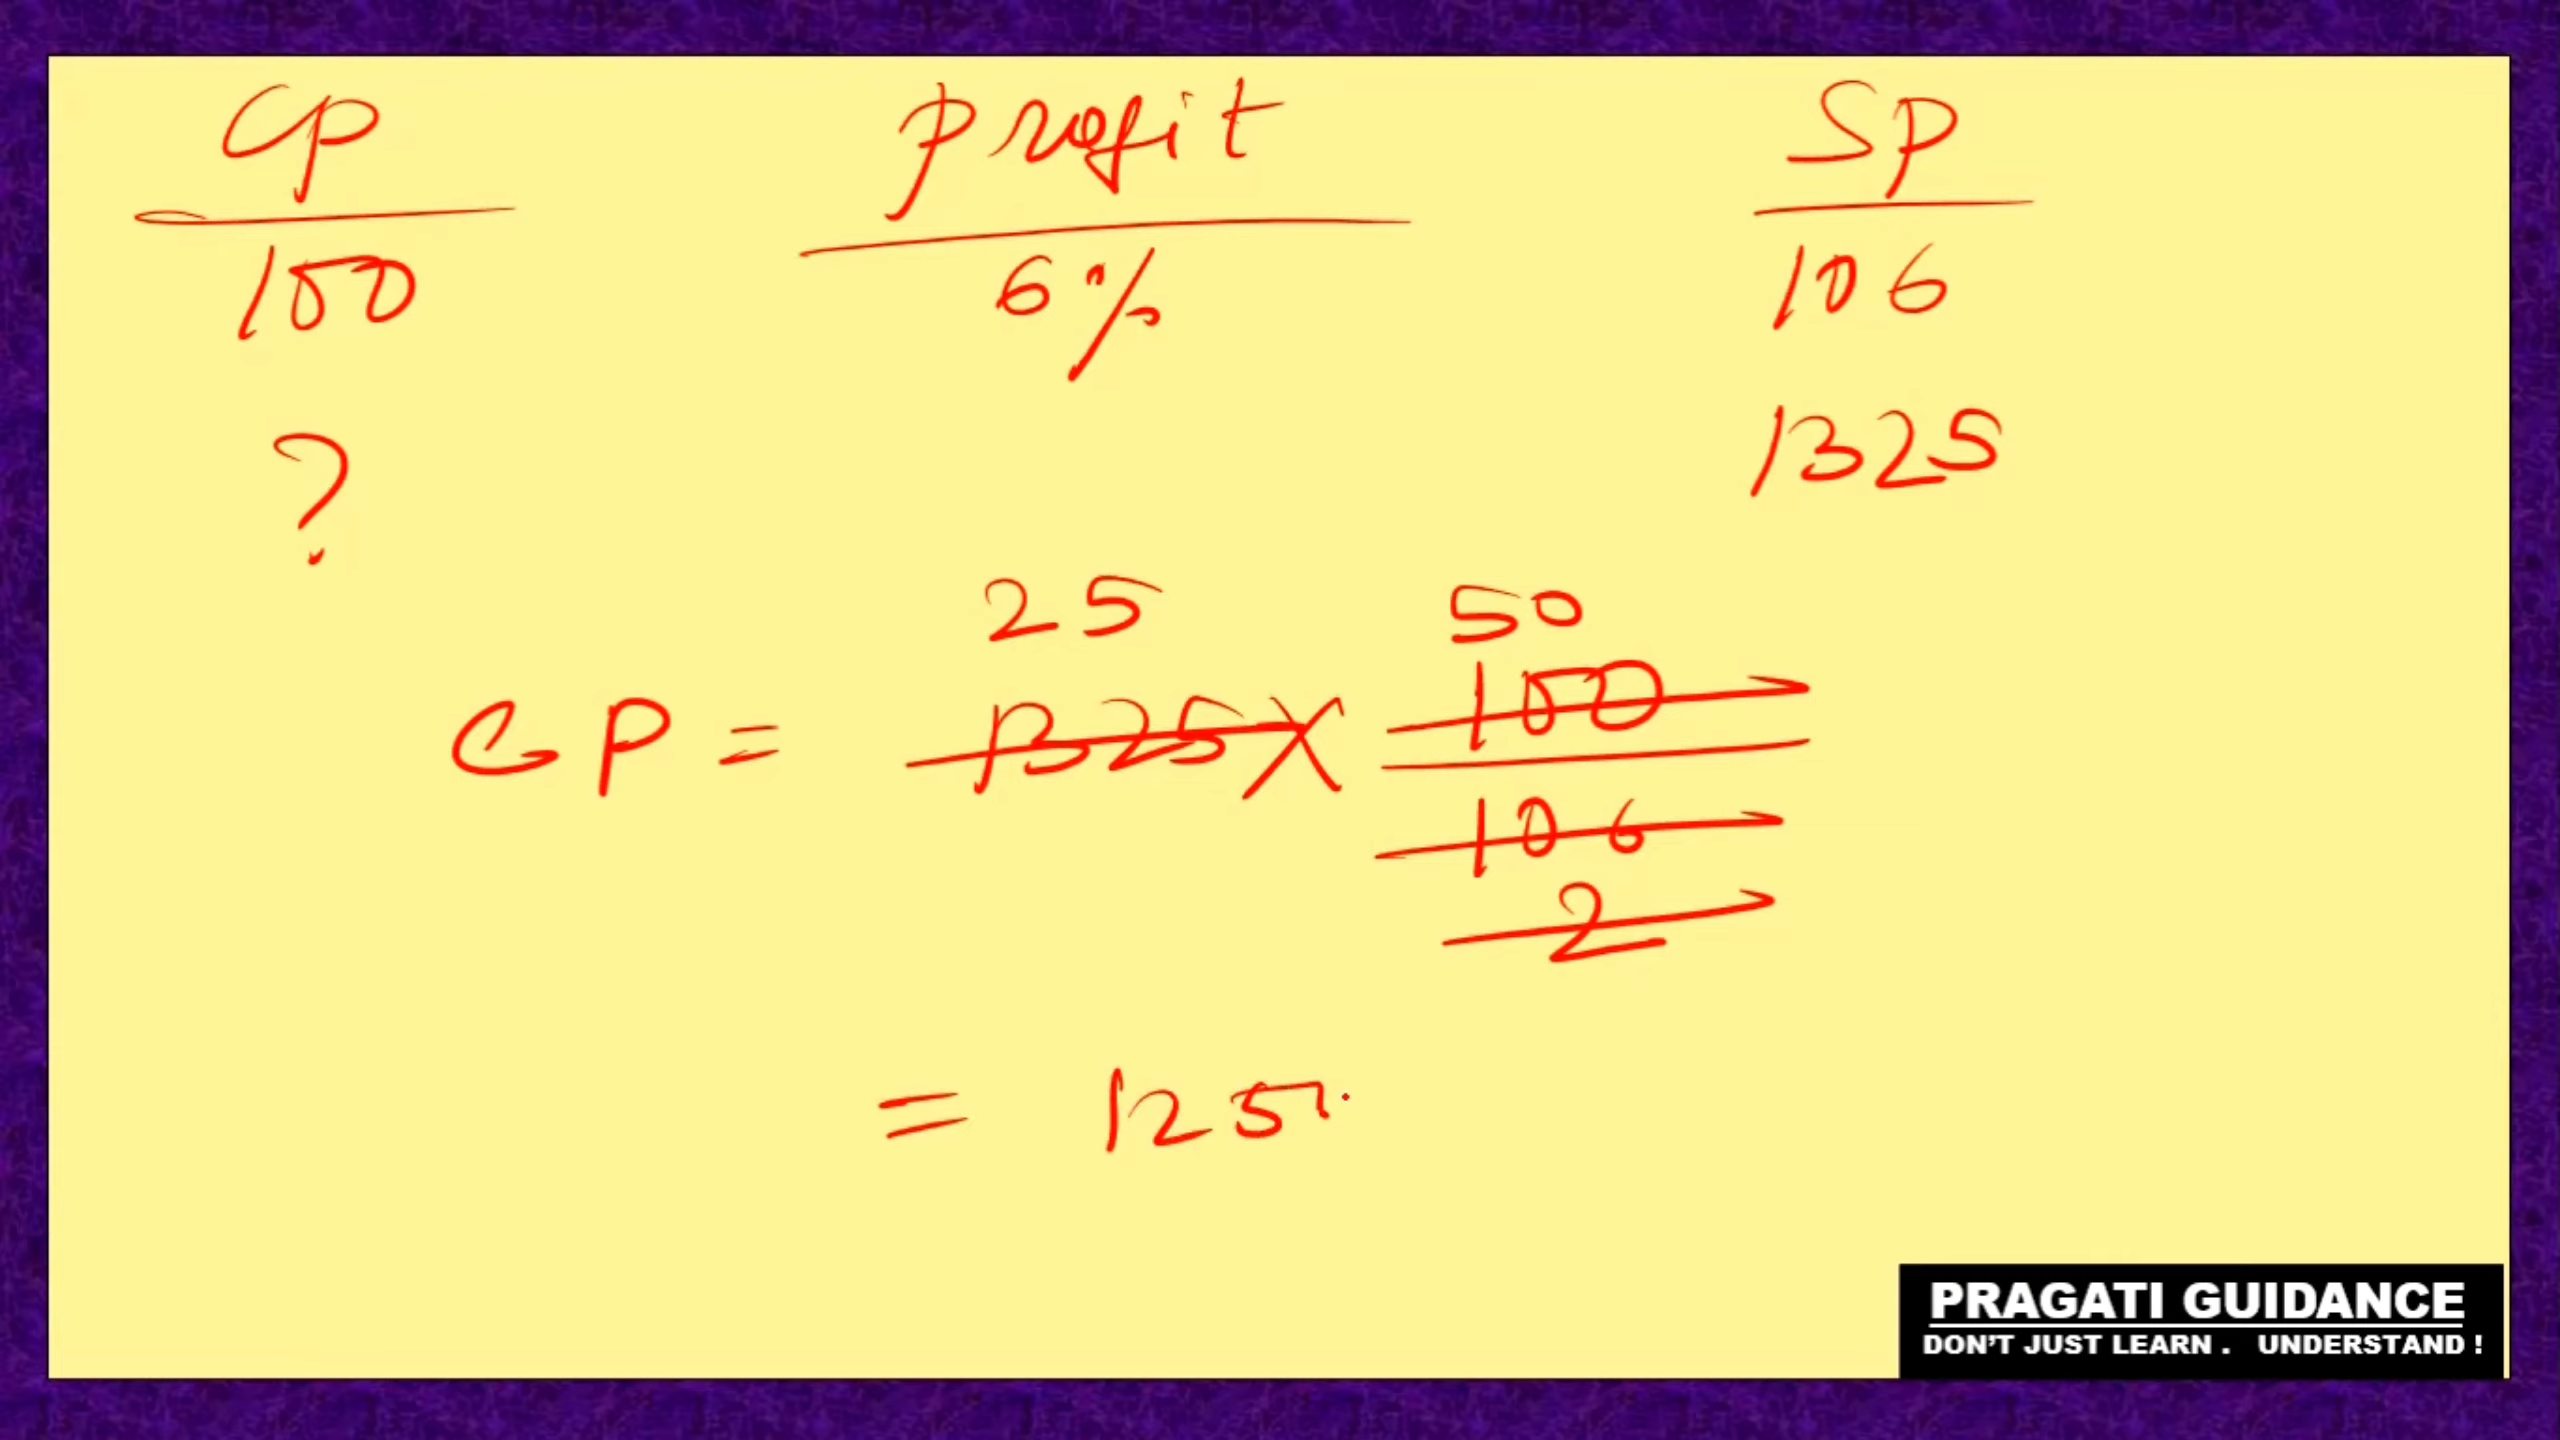 CP Profit SP
100 6% 106
? 1325
25 50
CP = 1325 X 100
106
2
= 125
PRAGATI GUIDANCE
DON'T JUST LEARN . UNDERSTAND !